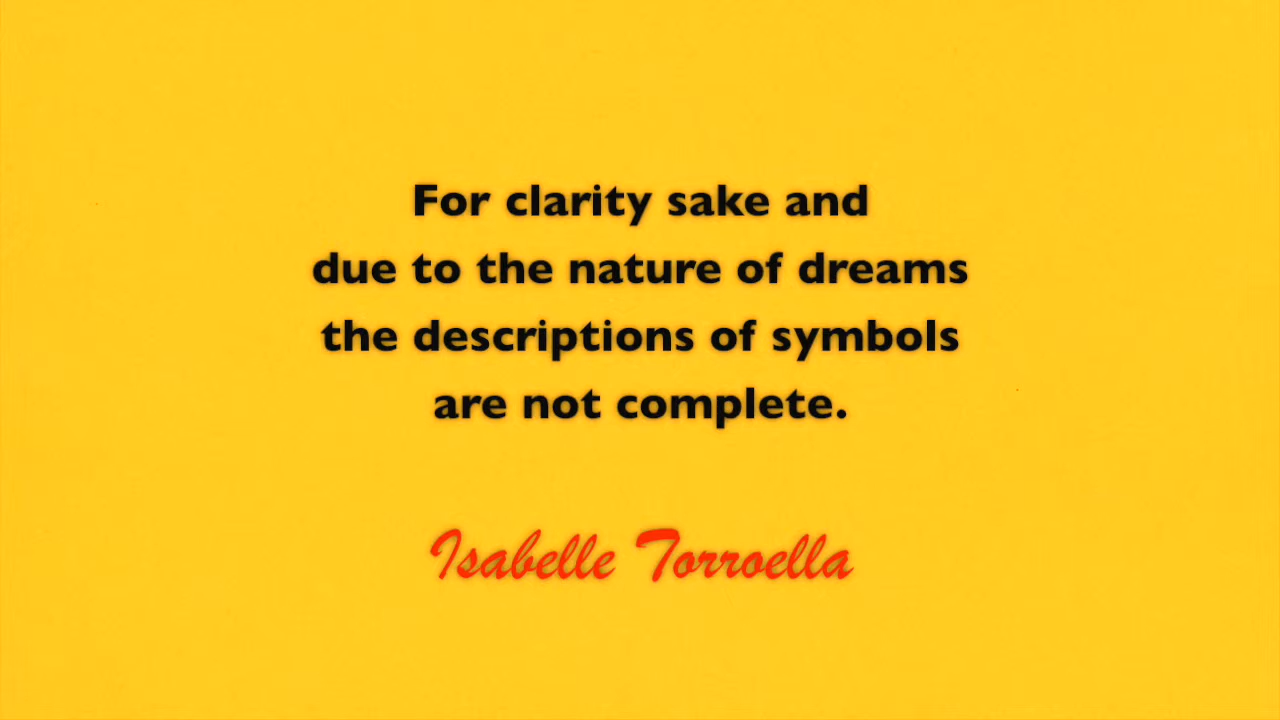 For clarity sake and
due to the nature of dreams
the descriptions of symbols
are not complete.
Isabelle Torroella